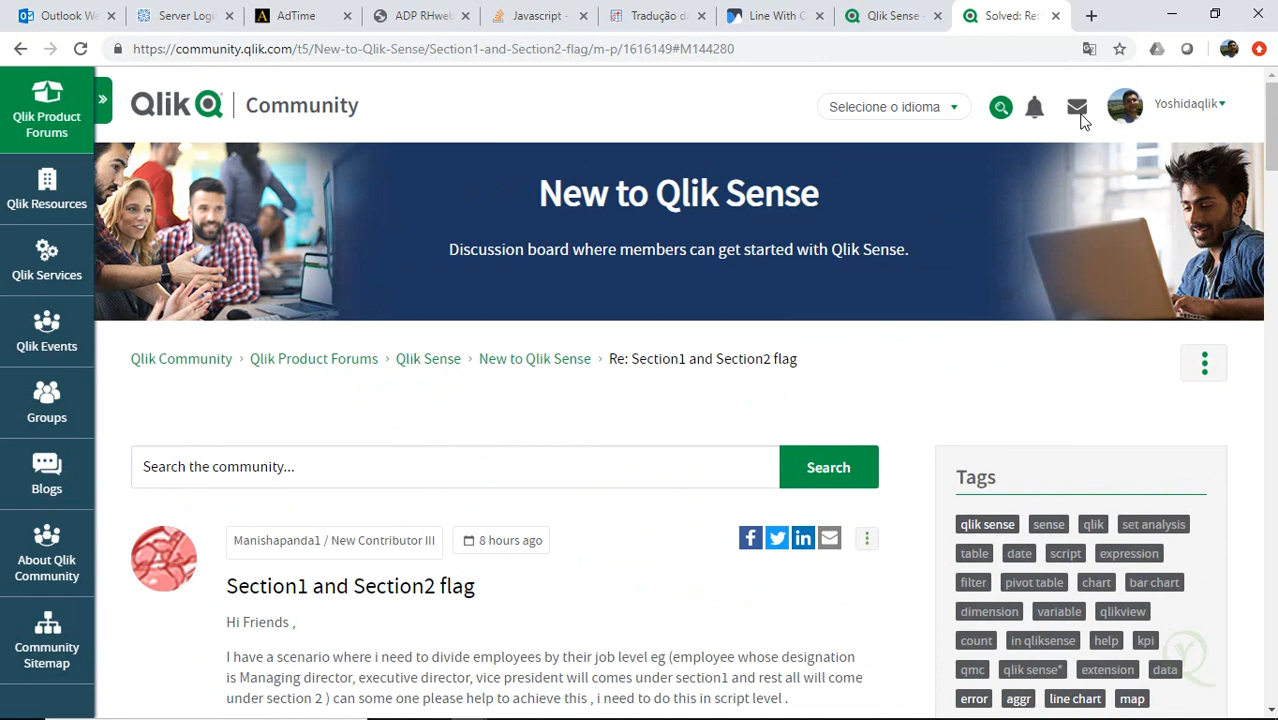 Outlook We
Server Logi
AdTime
ADP RHweb
Javascript -
Tradução da
Line With C
Qlik Sense -
Solved: Re:
https://community.qlik.com/t5/New-to-Qlik-Sense/Section1-and-Section2-flag/m-p/1616149#M144280
Qlik Product Forums
Qlik Resources
Qlik Services
Qlik Events
Groups
Blogs
About Qlik Community
Community Sitemap
Qlik Community
Selecione o idioma
Yoshidaqlik
New to Qlik Sense
Discussion board where members can get started with Qlik Sense.
Qlik Community › Qlik Product Forums › Qlik Sense › New to Qlik Sense › Re: Section1 and Section2 flag
Search the community...
Search
Manishapanda1 / New Contributor III
8 hours ago
Section1 and Section2 flag
Hi Friends ,
I have a scenario where i need to divide employees by their job level eg (employee whose designation
is Managing director, executive director, vice president will comes under section1 and rest all will come
under section 2 ) can some one please help to achieve this , i need to do this in script level .
Tags
qlik sense sense qlik set analysis
table date script expression
filter pivot table chart bar chart
dimension variable qlikview
count in qliksense help kpi
qmc qlik sense* extension data
error aggr line chart map